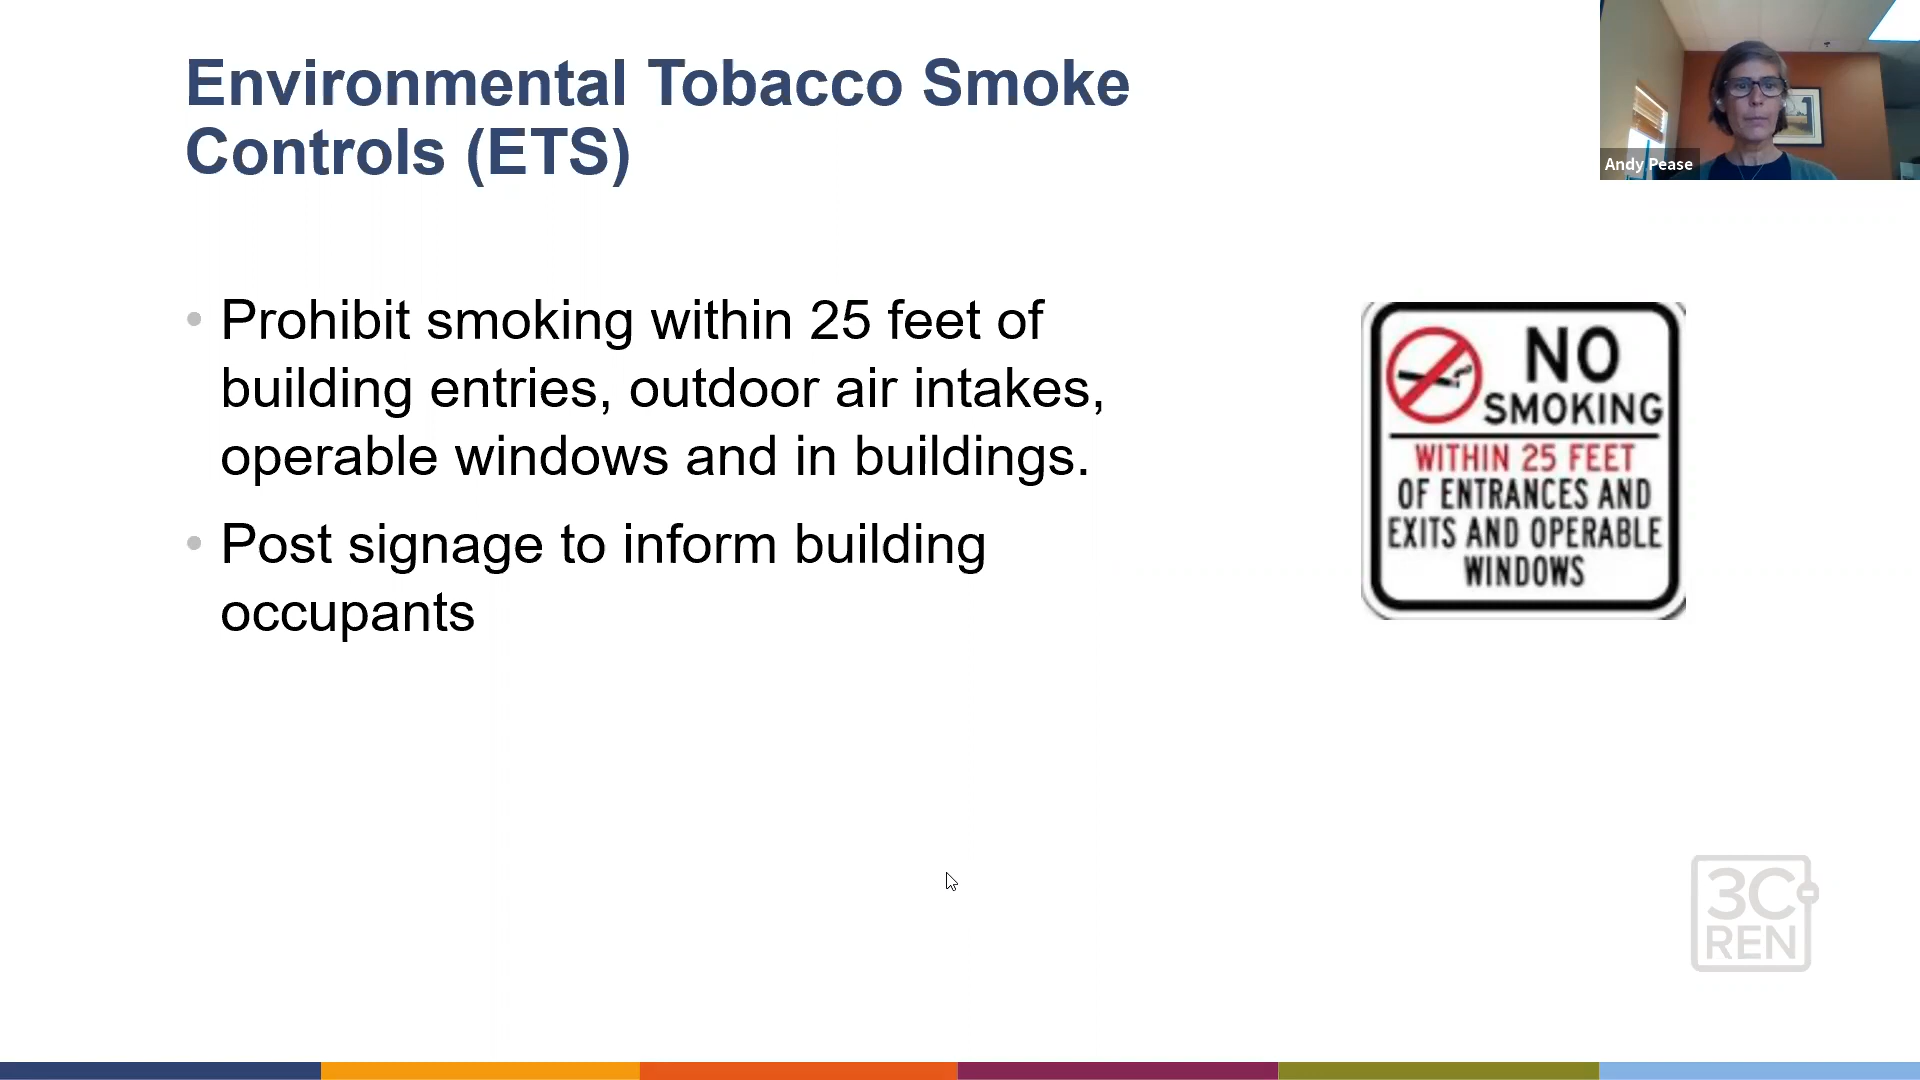 Environmental Tobacco Smoke
Controls (ETS)
Andy Pease
• Prohibit smoking within 25 feet of
building entries, outdoor air intakes,
operable windows and in buildings.
• Post signage to inform building
occupants
NO
SMOKING
WITHIN 25 FEET
OF ENTRANCES AND
EXITS AND OPERABLE
WINDOWS
3C
REN